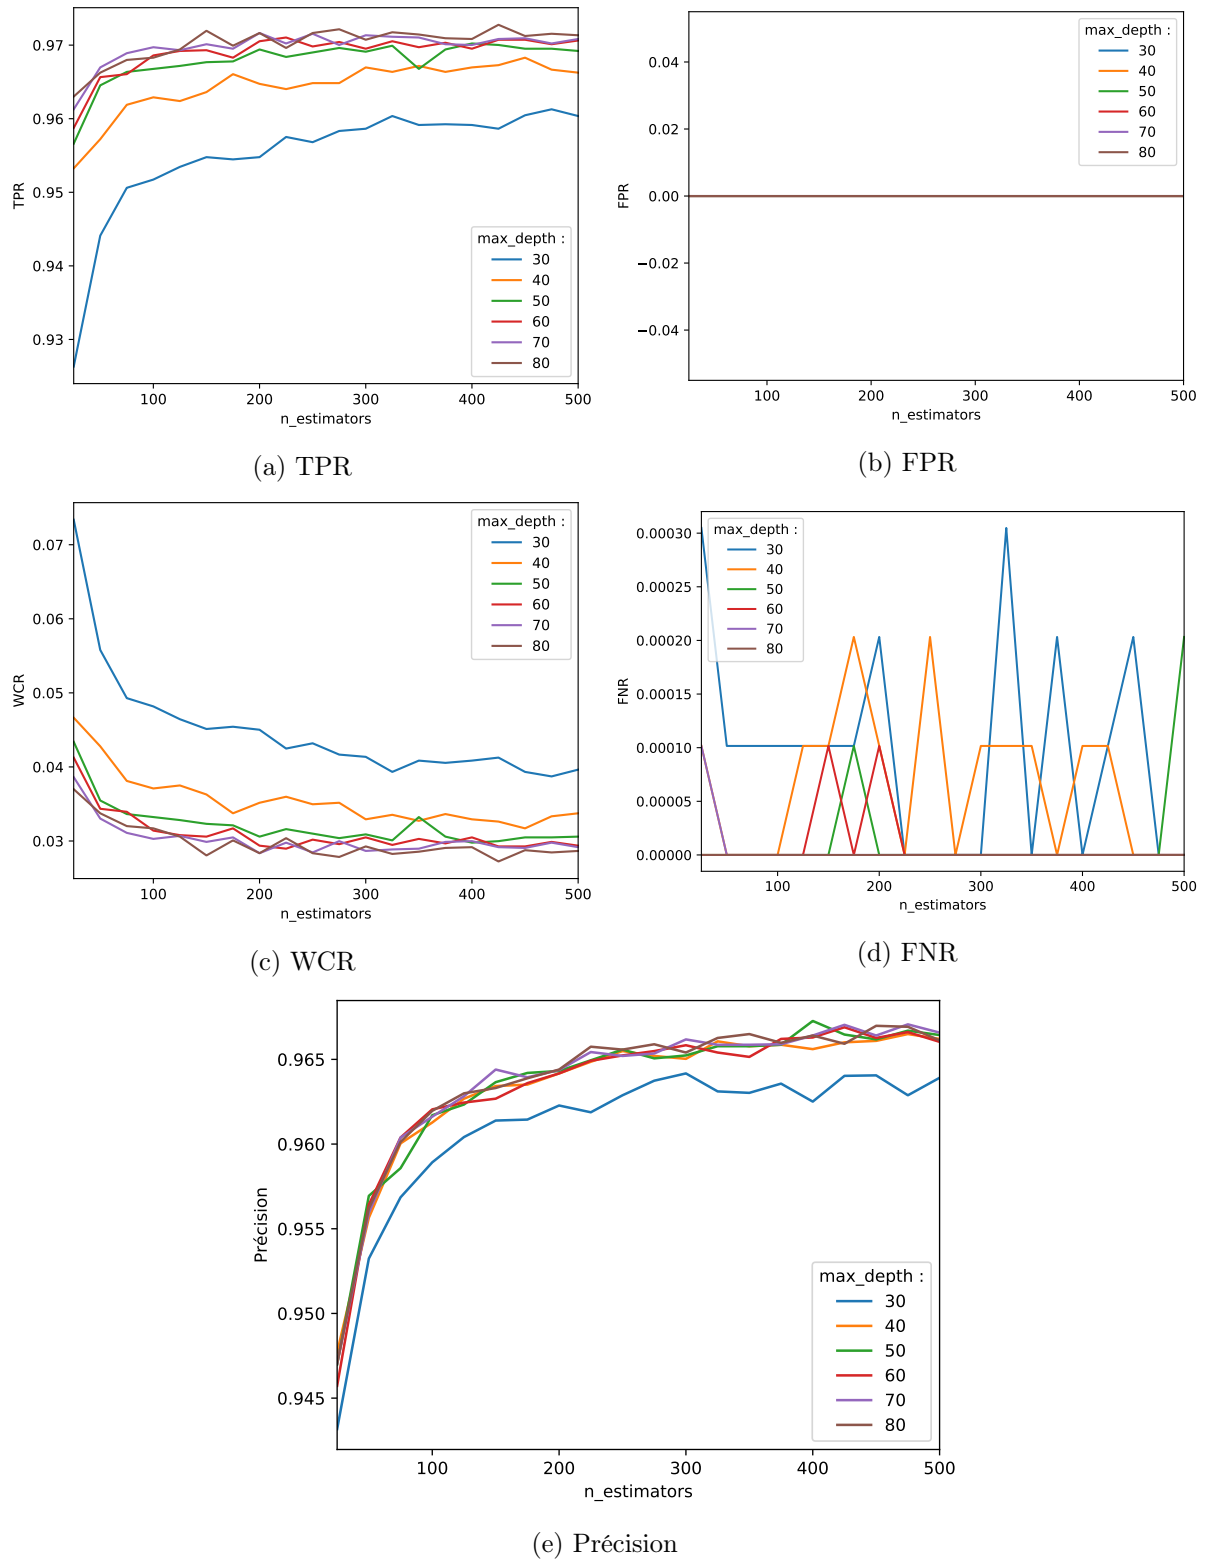 0.97
0.96
0.95
0.94
0.93
TPR
max_depth :
30
40
50
60
70
80
100 200 300 400 500
n_estimators
(a) TPR
0.04
0.02
0.00
−0.02
−0.04
FPR
max_depth :
30
40
50
60
70
80
100 200 300 400 500
n_estimators
(b) FPR
0.07
0.06
0.05
0.04
0.03
WCR
max_depth :
30
40
50
60
70
80
100 200 300 400 500
n_estimators
(c) WCR
0.00030
0.00025
0.00020
0.00015
0.00010
0.00005
0.00000
FNR
max_depth :
30
40
50
60
70
80
100 200 300 400 500
n_estimators
(d) FNR
0.965
0.960
0.955
0.950
0.945
Précision
max_depth :
30
40
50
60
70
80
100 200 300 400 500
n_estimators
(e) Précision